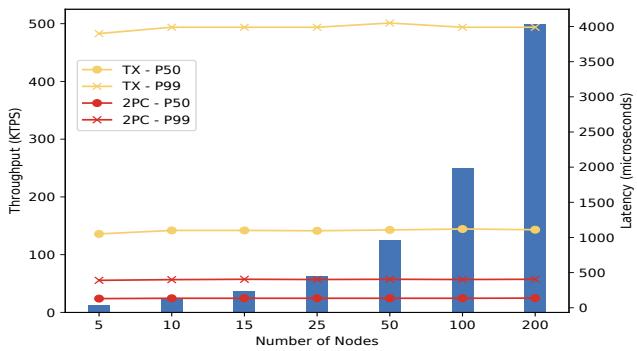 500
400
300
200
100
0
Throughput (KTPS)
TX - P50
TX - P99
2PC - P50
2PC - P99
4000
3500
3000
2500
2000
1500
1000
500
0
Latency (microseconds)
5 10 15 25 50 100 200
Number of Nodes